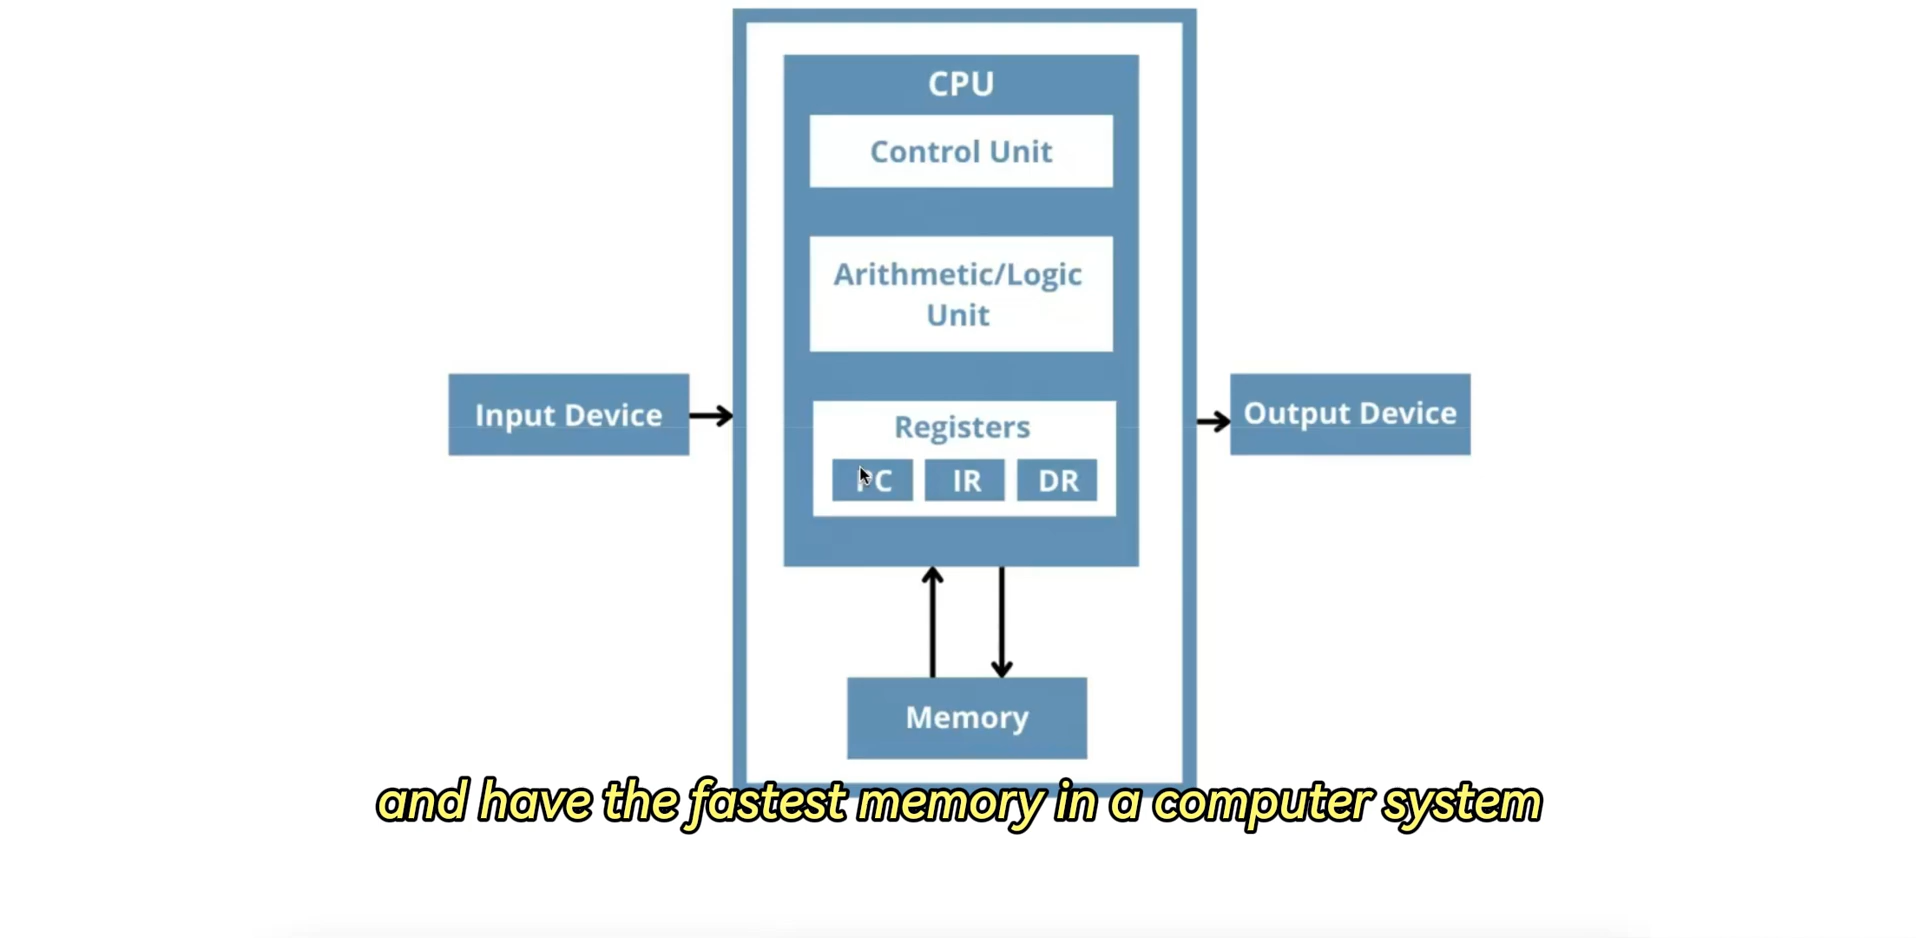 CPU
Control Unit
Arithmetic/Logic
Unit
Registers
PC IR DR
Input Device
Output Device
Memory
and have the fastest memory in a computer system